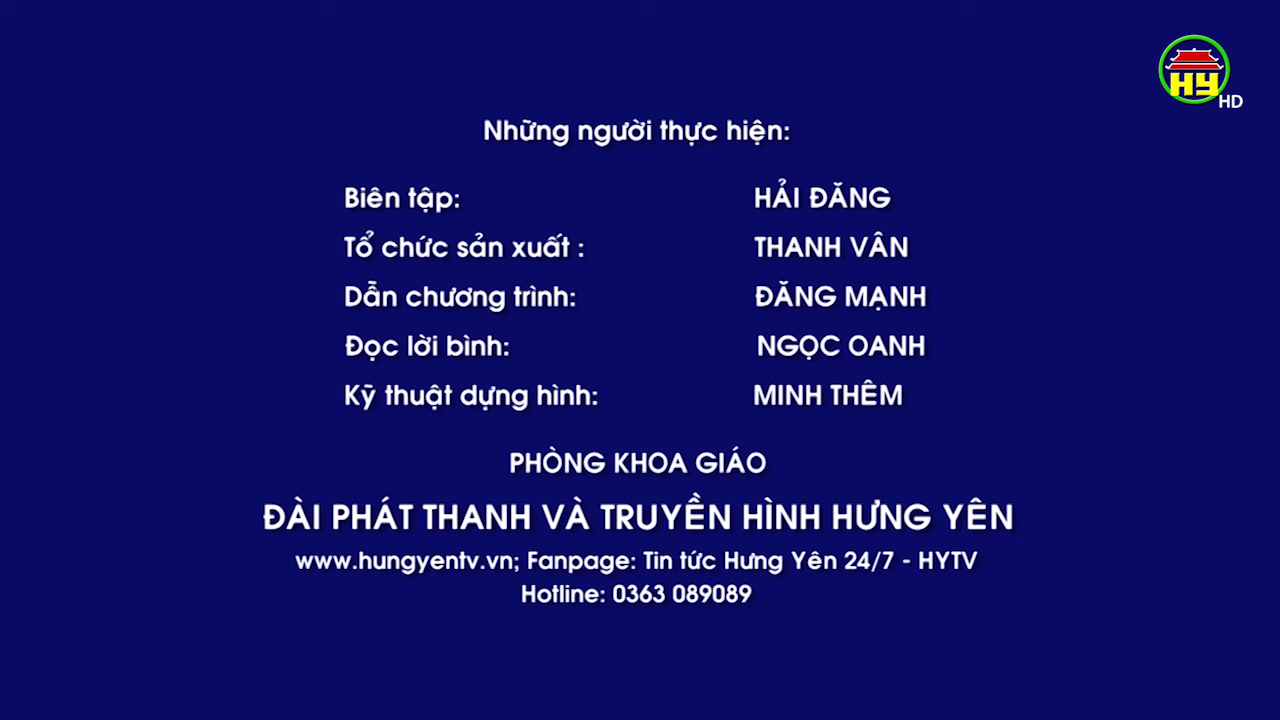 HY HD
Những người thực hiện:
Biên tập: HẢI ĐĂNG
Tổ chức sản xuất : THANH VÂN
Dẫn chương trình: ĐĂNG MẠNH
Đọc lời bình: NGỌC OANH
Kỹ thuật dựng hình: MINH THÊM
PHÒNG KHOA GIÁO
ĐÀI PHÁT THANH VÀ TRUYỀN HÌNH HƯNG YÊN
www.hungyentv.vn; Fanpage: Tin tức Hưng Yên 24/7 - HYTV
Hotline: 0363 089089